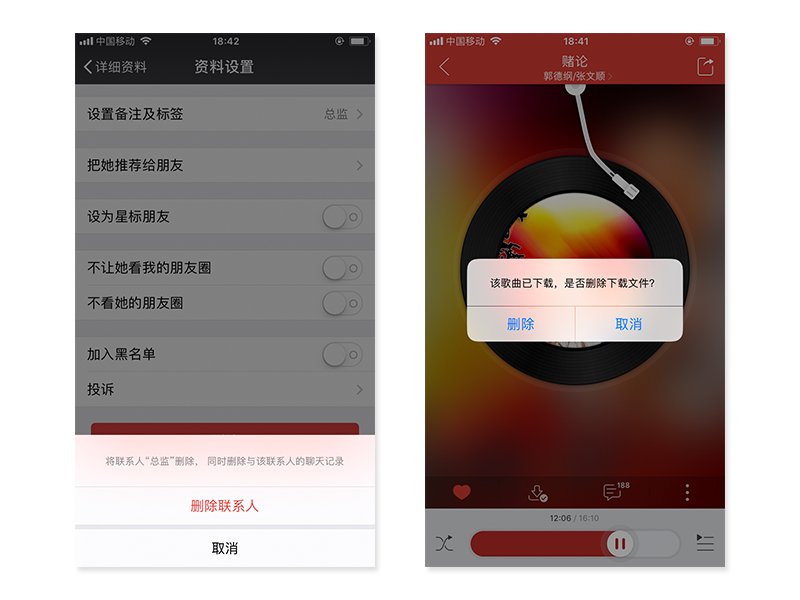 中国移动
18:42
详细资料
资料设置
设置备注及标签
总监
把她推荐给朋友
设为星标朋友
不让她看我的朋友圈
不看她的朋友圈
加入黑名单
投诉
将联系人“总监”删除，同时删除与该联系人的聊天记录
删除联系人
取消
中国移动
18:41
赌论
郭德纲/张文顺
该歌曲已下载，是否删除下载文件？
删除
取消
188
12:06 / 16:10